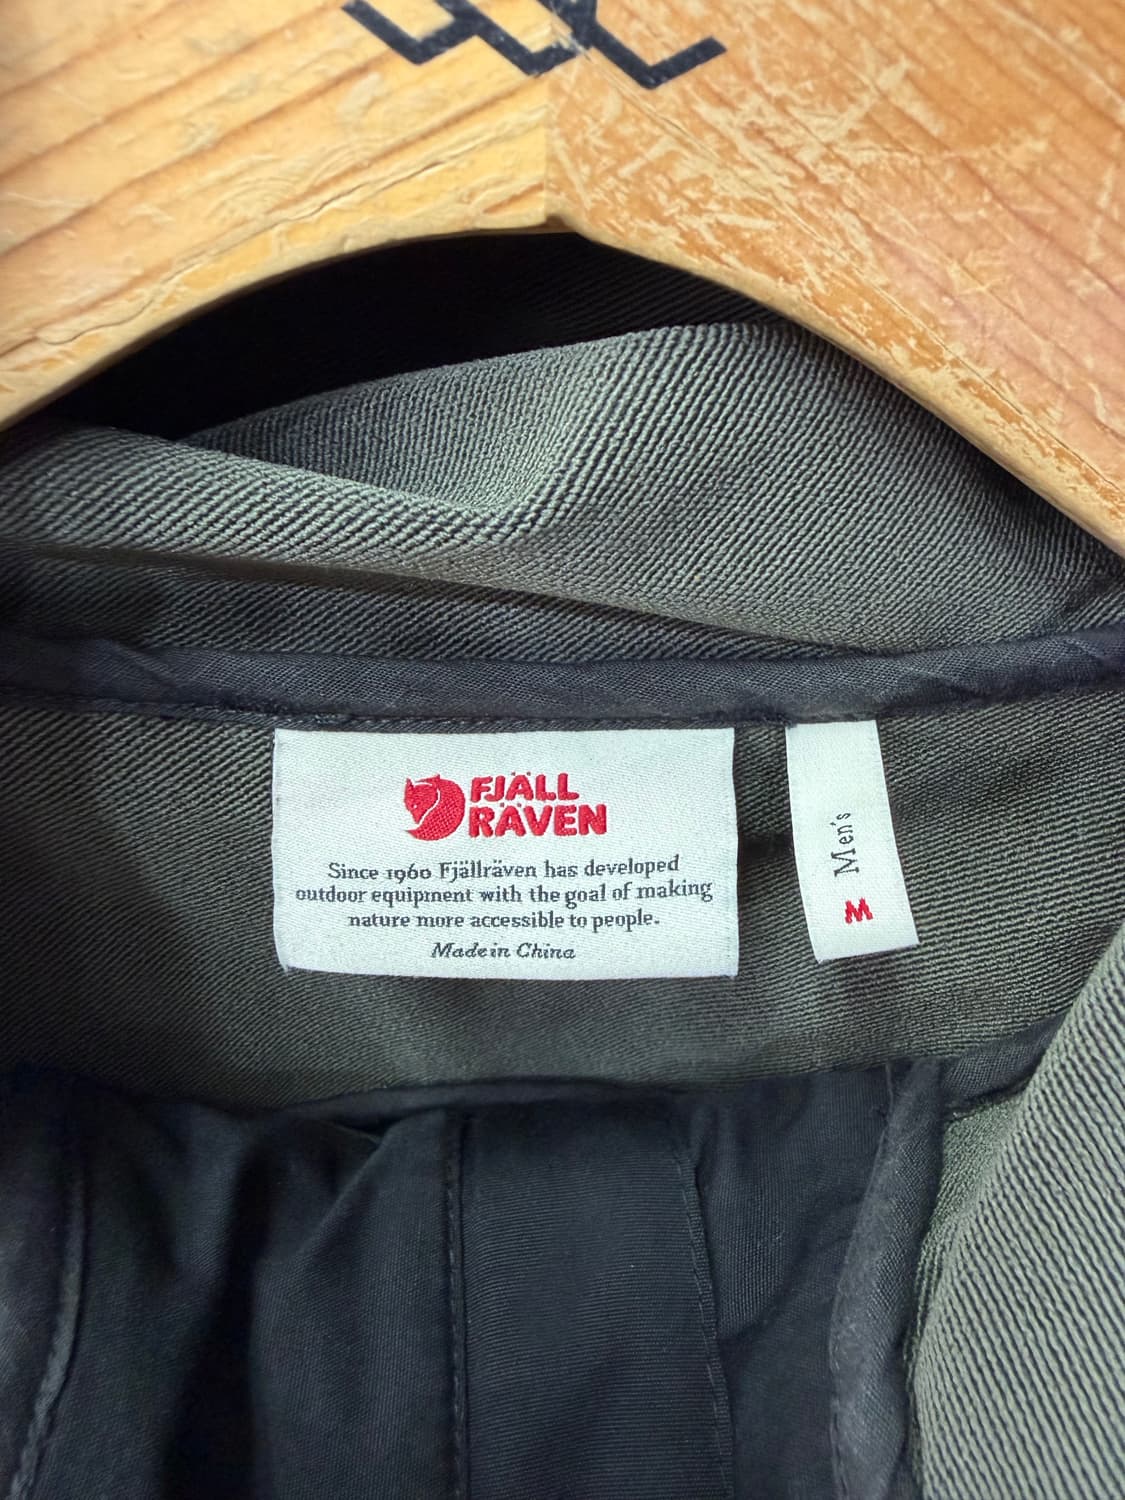 FJÄLL
RÄVEN
Since 1960 Fjällräven has developed
outdoor equipment with the goal of making
nature more accessible to people.
Made in China
Men's
M